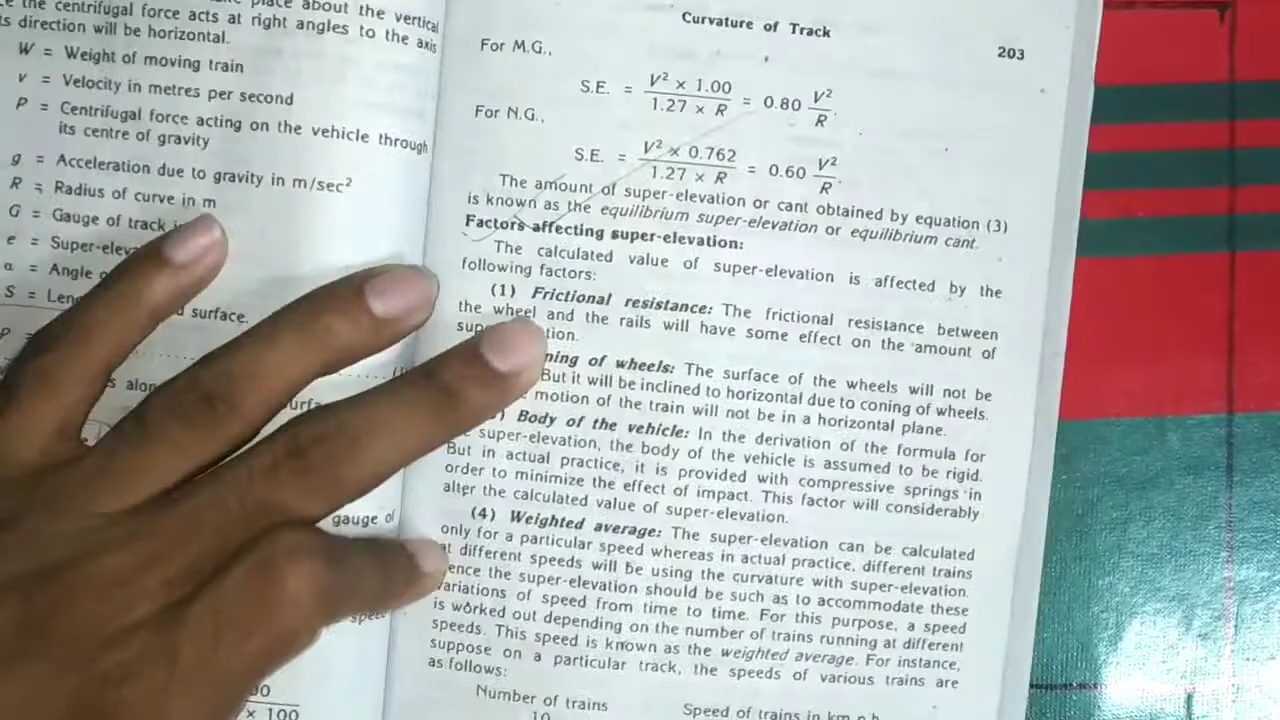 the centrifugal force acts at right angles to the axis
s direction will be horizontal.
W = Weight of moving train
v = Velocity in metres per second
P = Centrifugal force acting on the vehicle through
its centre of gravity
g = Acceleration due to gravity in m/sec²
R = Radius of curve in m
G = Gauge of track
e = Super-elev
α = Angle
S = Len
surface.
gauge of
speed
× 100
Curvature of Track
203
For M.G.,
S.E. = V² × 1.00 / 1.27 × R = 0.80 V²/R.
For N.G.,
S.E. = V² × 0.762 / 1.27 × R = 0.60 V²/R.
The amount of super-elevation or cant obtained by equation (3)
is known as the equilibrium super-elevation or equilibrium cant.
Factors affecting super-elevation:
The calculated value of super-elevation is affected by the
following factors:
(1) Frictional resistance: The frictional resistance between
the wheel and the rails will have some effect on the amount of
sup tion.
ning of wheels: The surface of the wheels will not be
But it will be inclined to horizontal due to coning of wheels.
motion of the train will not be in a horizontal plane.
) Body of the vehicle: In the derivation of the formula for
super-elevation, the body of the vehicle is assumed to be rigid.
But in actual practice, it is provided with compressive springs in
order to minimize the effect of impact. This factor will considerably
alter the calculated value of super-elevation.
(4) Weighted average: The super-elevation can be calculated
only for a particular speed whereas in actual practice, different trains
at different speeds will be using the curvature with super-elevation.
ence the super-elevation should be such as to accommodate these
variations of speed from time to time. For this purpose, a speed
is worked out depending on the number of trains running at different
speeds. This speed is known as the weighted average. For instance,
suppose on a particular track, the speeds of various trains are
as follows:
Number of trains Speed of trains in km p.h.
10